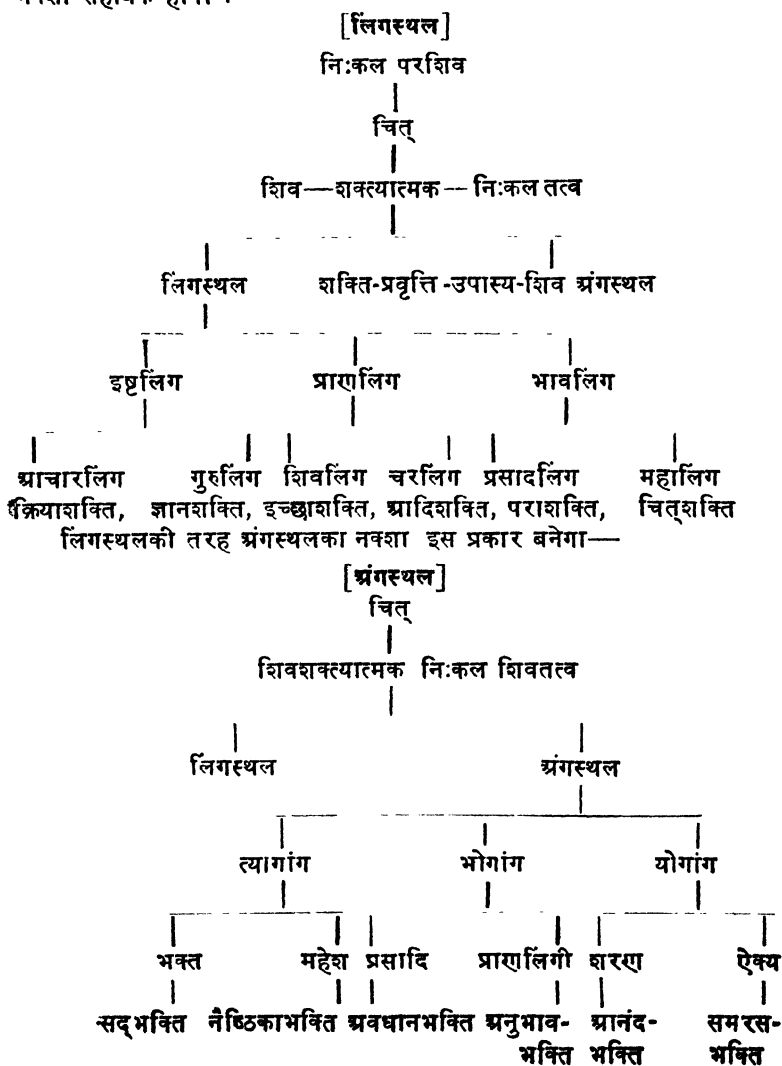 [लिंगस्थल]
नि:कल परशिव
चित्
शिव—शक्त्यात्मक—नि:कल तत्व
लिंगस्थल शक्ति-प्रवृत्ति-उपास्य-शिव अंगस्थल
इष्टलिंग प्राणलिंग भावलिंग
आचारलिंग गुरुलिंग शिवलिंग चरलिंग प्रसादलिंग महालिंग
क्रियाशक्ति, ज्ञानशक्ति, इच्छाशक्ति, आदिशक्ति, पराशक्ति, चित्शक्ति
लिंगस्थलकी तरह अंगस्थलका नक्शा इस प्रकार बनेगा—
[अंगस्थल]
चित्
शिवशक्त्यात्मक नि:कल शिवतत्व
लिंगस्थल अंगस्थल
त्यागांग भोगांग योगांग
भक्त महेश प्रसादि प्राणलिंगी शरण ऐक्य
सद्भक्ति नैष्ठिकाभक्ति अवधानभक्ति अनुभाव- आनंद- समरस-
भक्ति भक्ति भक्ति